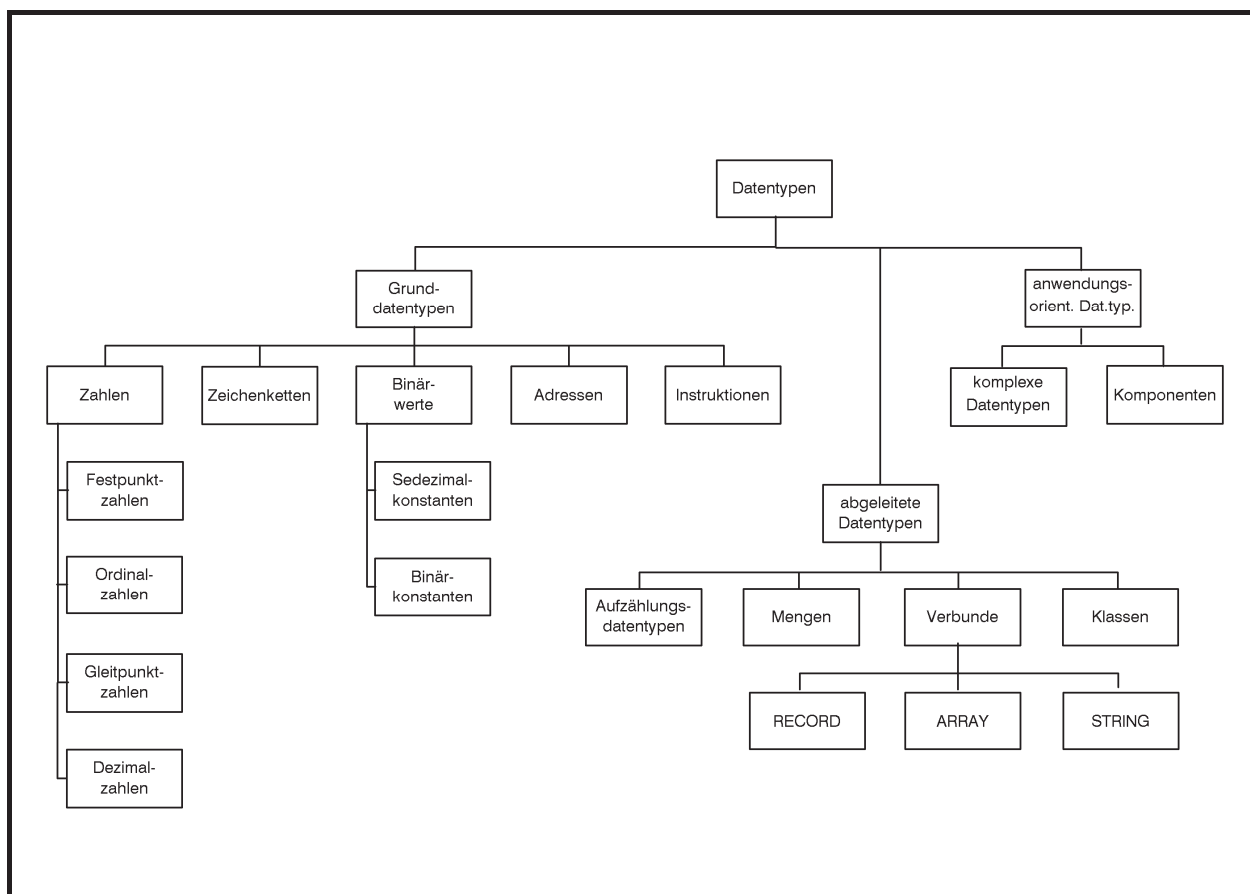 Datentypen
Grund-
datentypen
anwendungs-
orient. Dat.typ.
Zahlen
Zeichenketten
Binär-
werte
Adressen
Instruktionen
komplexe
Datentypen
Komponenten
Festpunkt-
zahlen
Sedezimal-
konstanten
abgeleitete
Datentypen
Ordinal-
zahlen
Binär-
konstanten
Aufzählungs-
datentypen
Mengen
Verbunde
Klassen
Gleitpunkt-
zahlen
RECORD
ARRAY
STRING
Dezimal-
zahlen